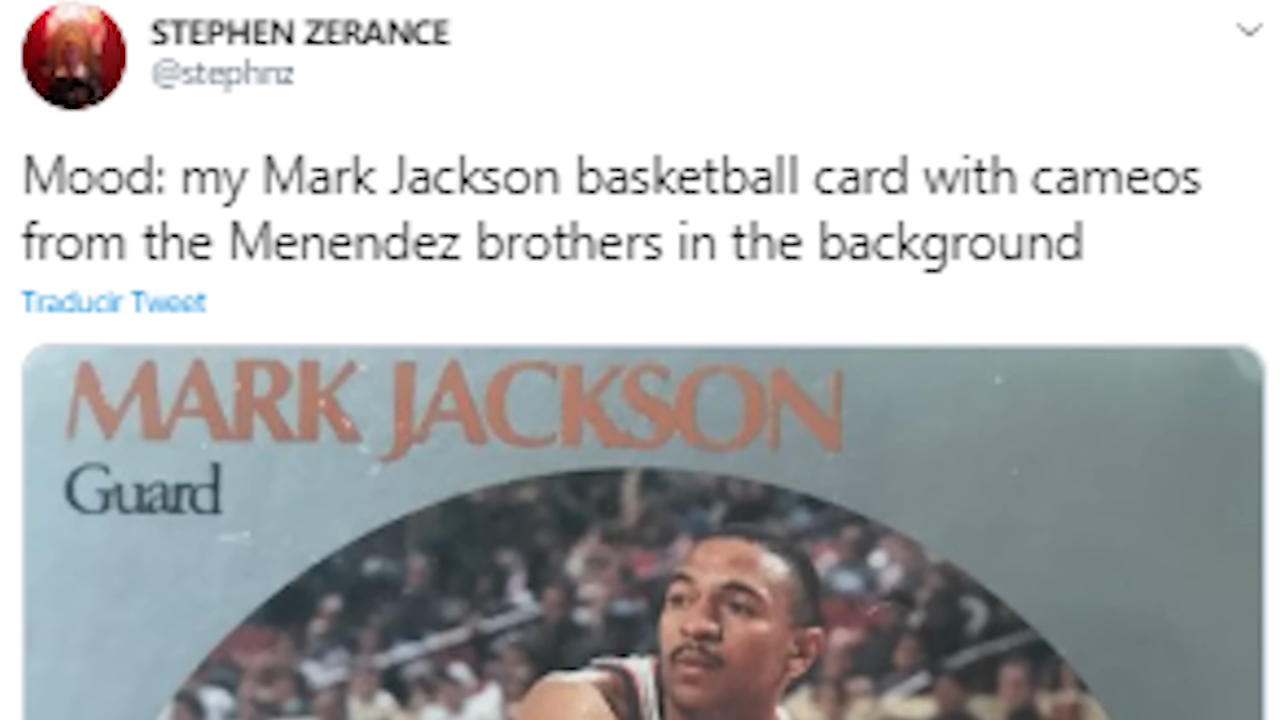 STEPHEN ZERANCE
@stephnz
Mood: my Mark Jackson basketball card with cameos
from the Menendez brothers in the background
Traducir Tweet
MARK JACKSON
Guard